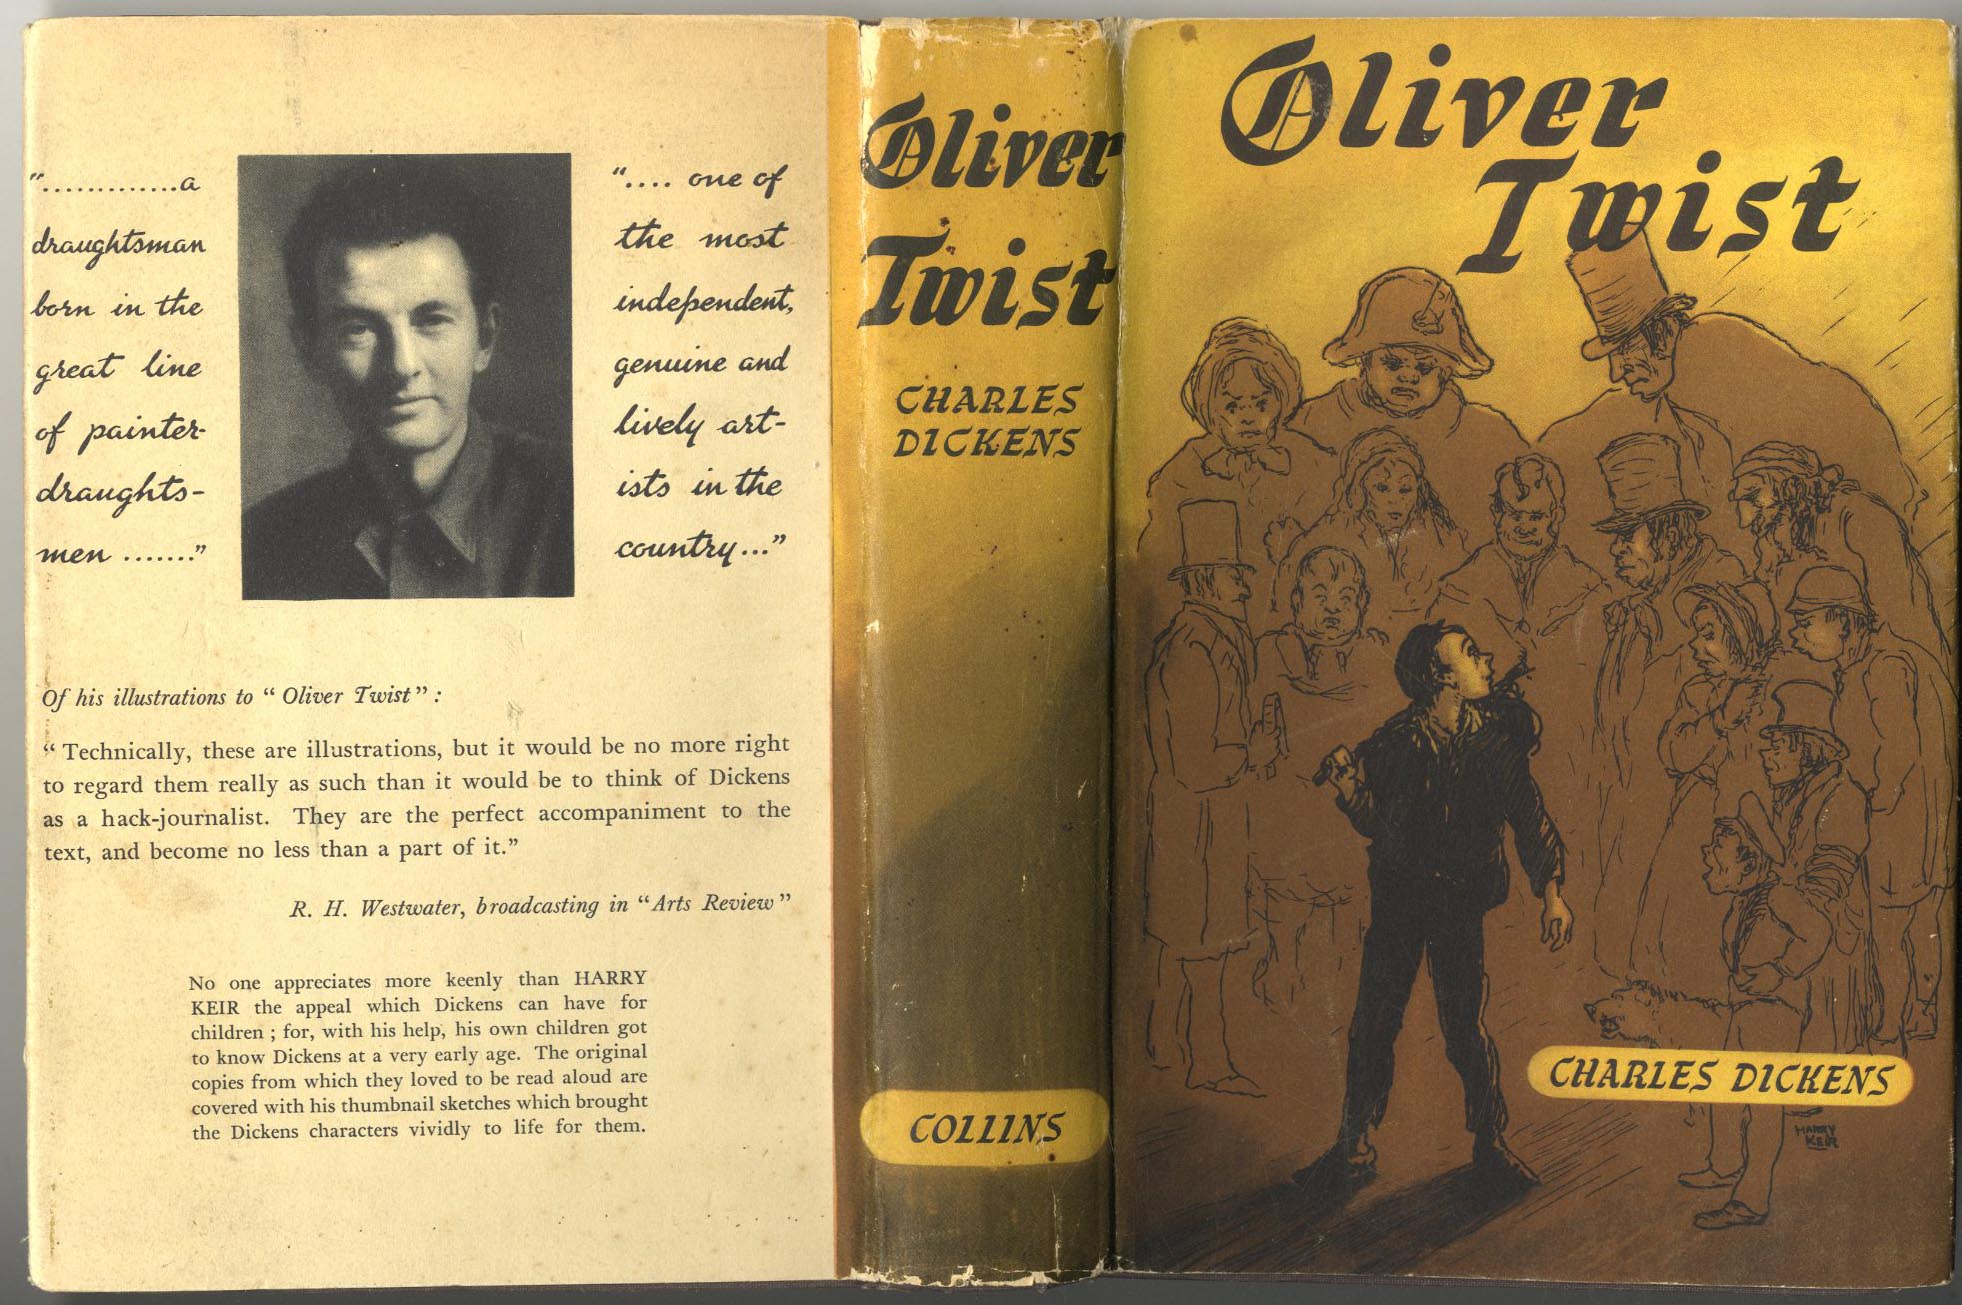 ".............a
draughtsman
born in the
great line
of painter-
draughts-
men ......."
".... one of
the most
independent,
genuine and
lively art-
ists in the
country..."
Of his illustrations to "Oliver Twist" :
"Technically, these are illustrations, but it would be no more right
to regard them really as such than it would be to think of Dickens
as a hack-journalist. They are the perfect accompaniment to the
text, and become no less than a part of it."
R. H. Westwater, broadcasting in "Arts Review"
No one appreciates more keenly than HARRY
KEIR the appeal which Dickens can have for
children ; for, with his help, his own children got
to know Dickens at a very early age. The original
copies from which they loved to be read aloud are
covered with his thumbnail sketches which brought
the Dickens characters vividly to life for them.
Oliver
Twist
CHARLES
DICKENS
COLLINS
Oliver
Twist
CHARLES DICKENS
HARRY
KEIR